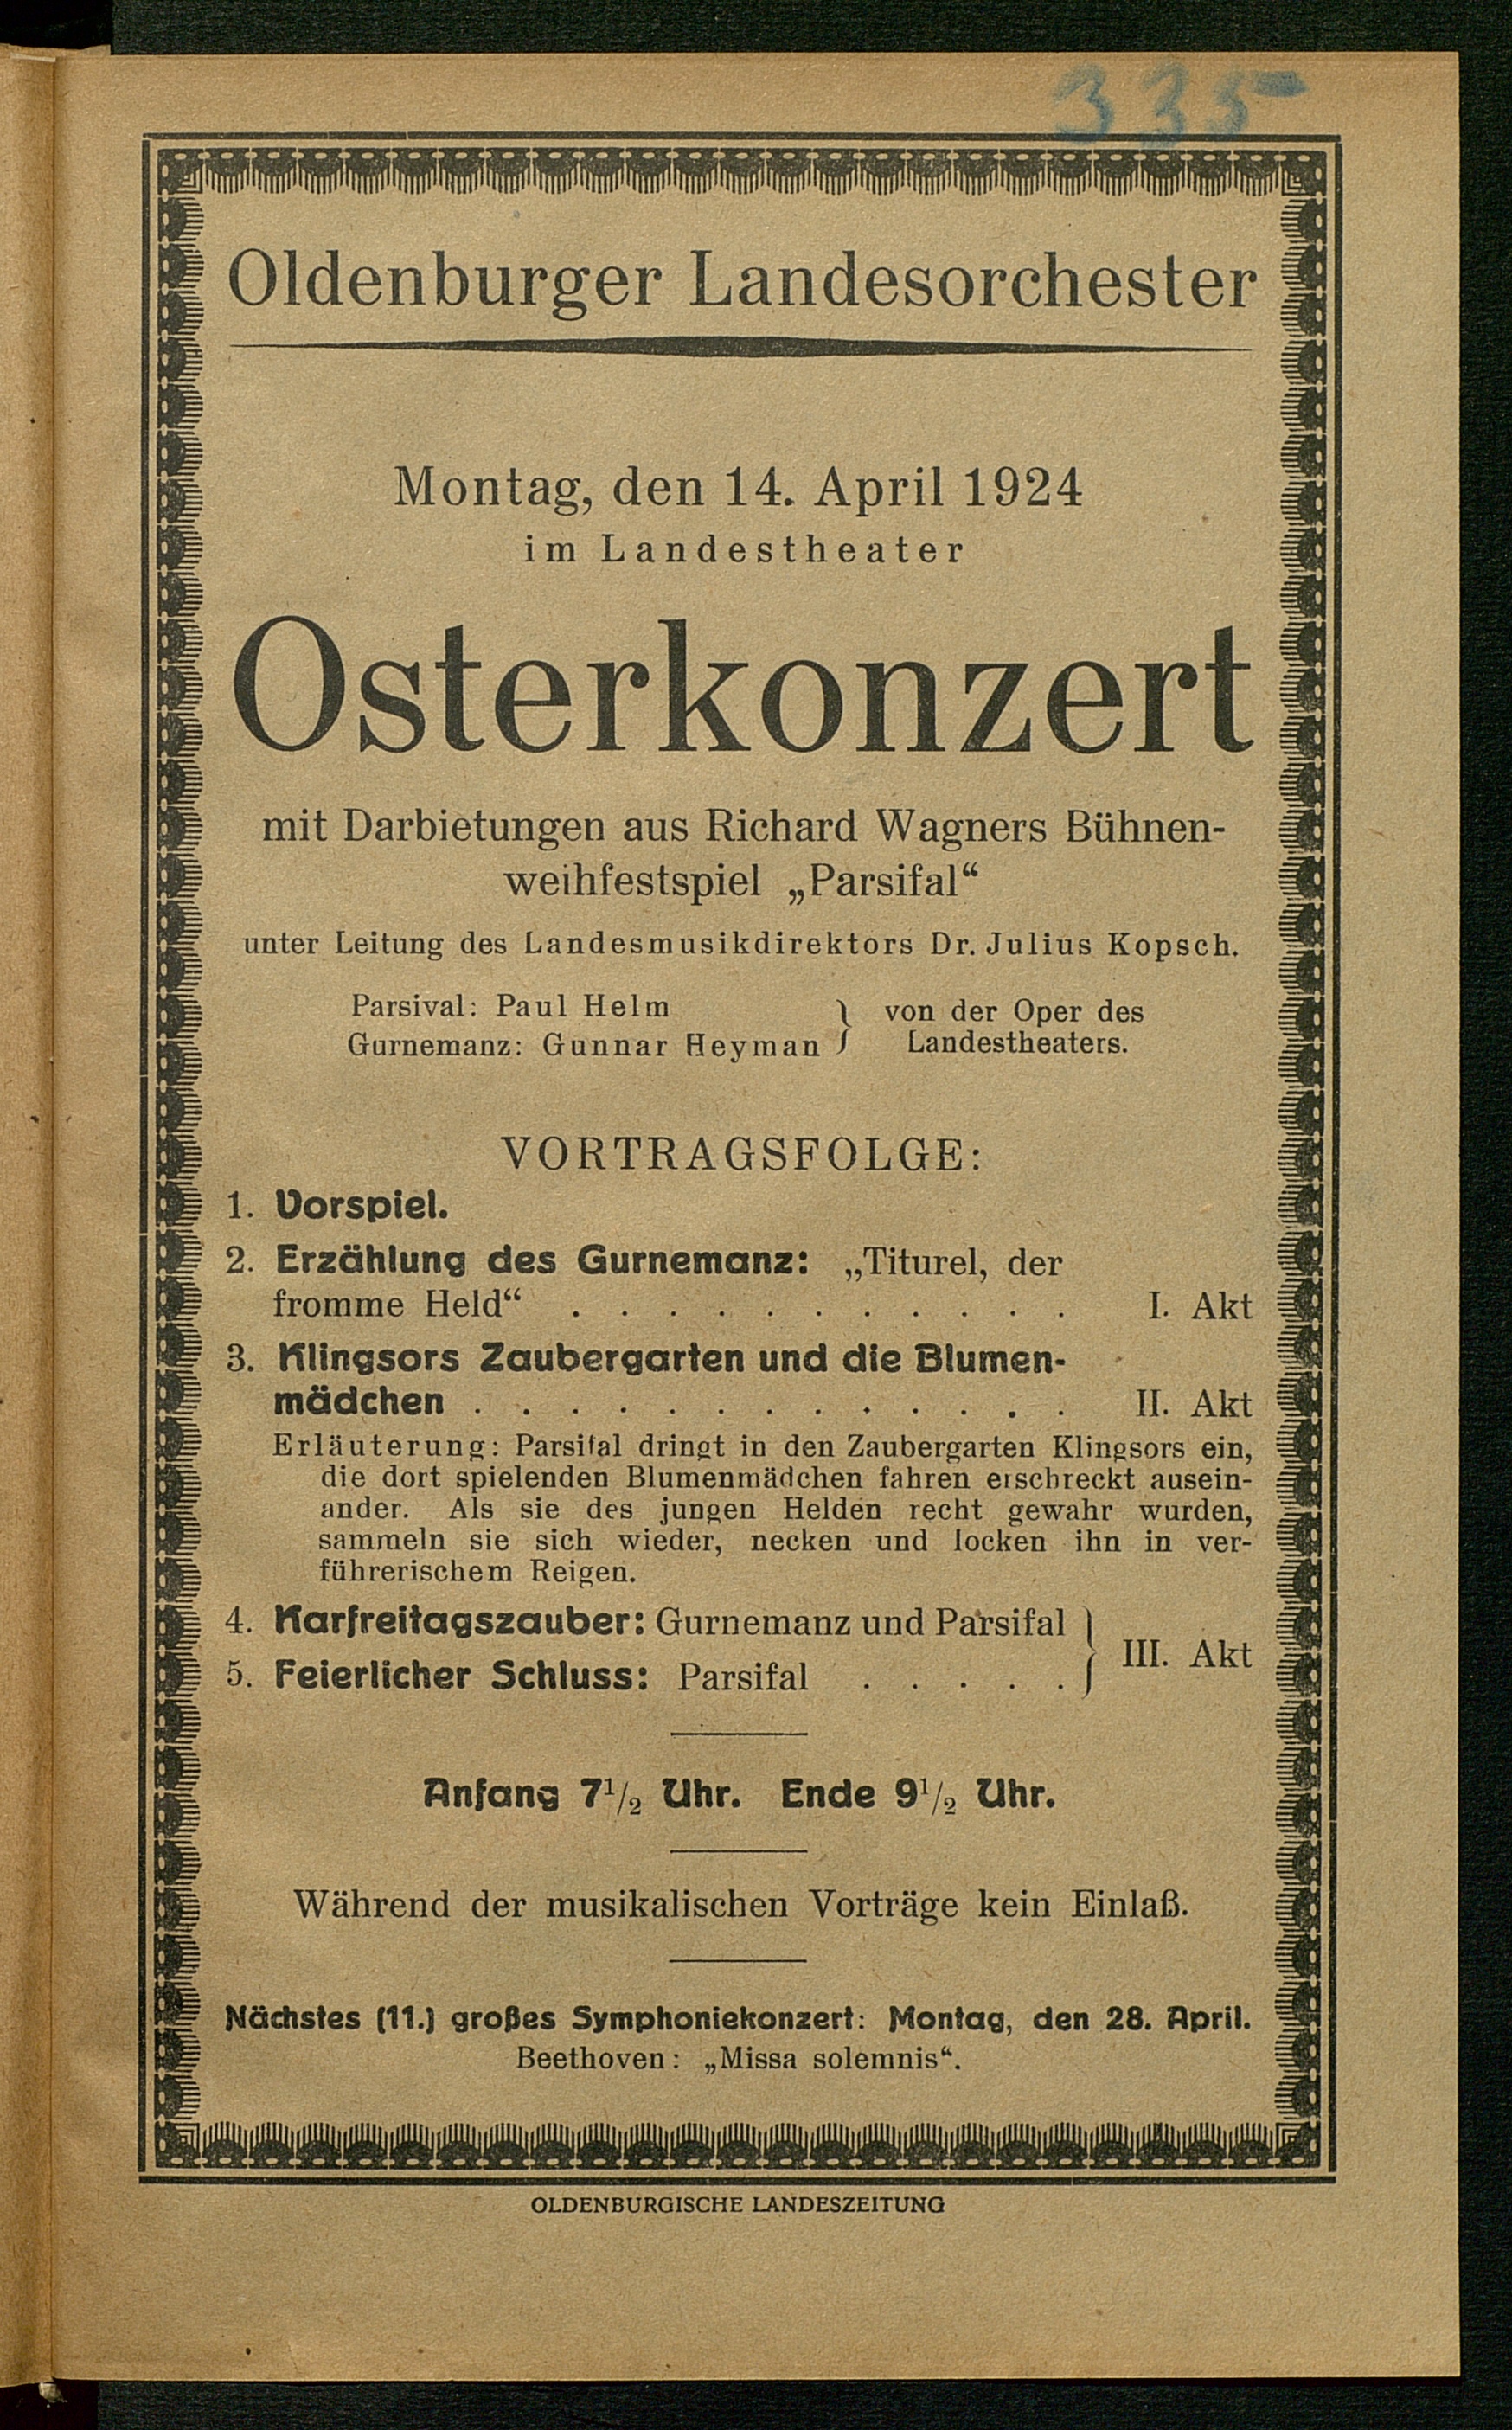 335
Oldenburger Landesorchester
Montag, den 14. April 1924
im Landestheater
Osterkonzert
mit Darbietungen aus Richard Wagners Bühnen-
weihfestspiel „Parsifal“
unter Leitung des Landesmusikdirektors Dr. Julius Kopsch.
Parsival: Paul Helm
Gurnemanz: Gunnar Heyman } von der Oper des
Landestheaters.
VORTRAGSFOLGE:
1. Vorspiel.
2. Erzählung des Gurnemanz: „Titurel, der
fromme Held“ . . . . . . . . . . . I. Akt
3. Klingsors Zaubergarten und die Blumen-
mädchen . . . . . . . . . . . . . II. Akt
Erläuterung: Parsifal dringt in den Zaubergarten Klingsors ein,
die dort spielenden Blumenmädchen fahren erschreckt ausein-
ander. Als sie des jungen Helden recht gewahr wurden,
sammeln sie sich wieder, necken und locken ihn in ver-
führerischem Reigen.
4. Karfreitagszauber: Gurnemanz und Parsifal
5. Feierlicher Schluss: Parsifal . . . . . } III. Akt
Anfang 7 1/2 Uhr. Ende 9 1/2 Uhr.
Während der musikalischen Vorträge kein Einlaß.
Nächstes (11.) großes Symphoniekonzert: Montag, den 28. April.
Beethoven: „Missa solemnis“.
OLDENBURGISCHE LANDESZEITUNG